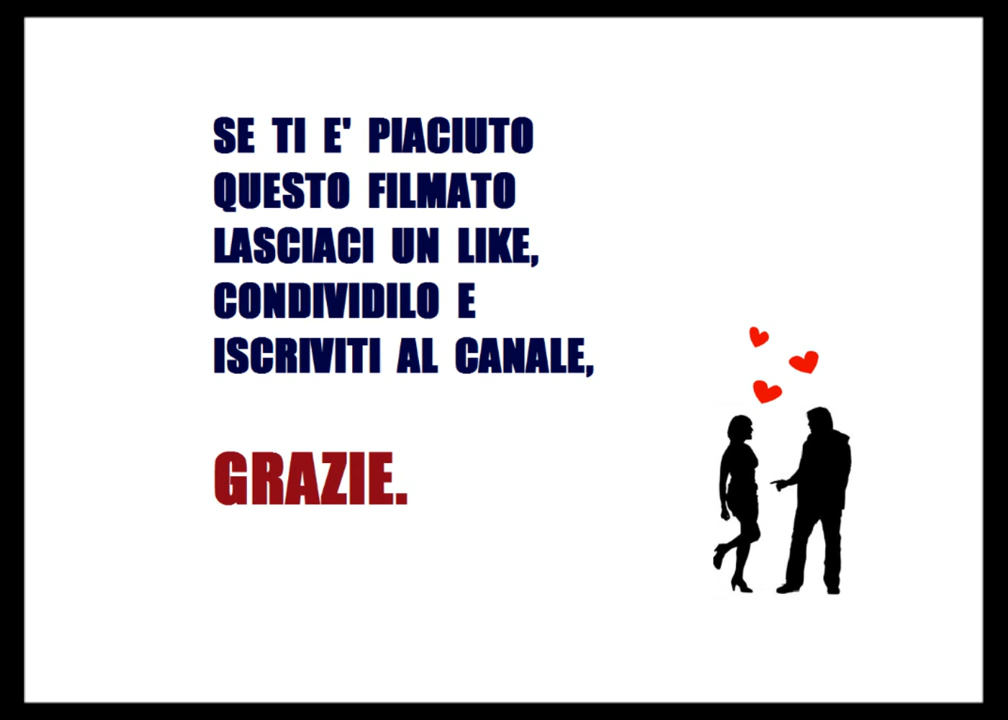 SE TI E' PIACIUTO
QUESTO FILMATO
LASCIACI UN LIKE,
CONDIVIDILO E
ISCRIVITI AL CANALE,
GRAZIE.